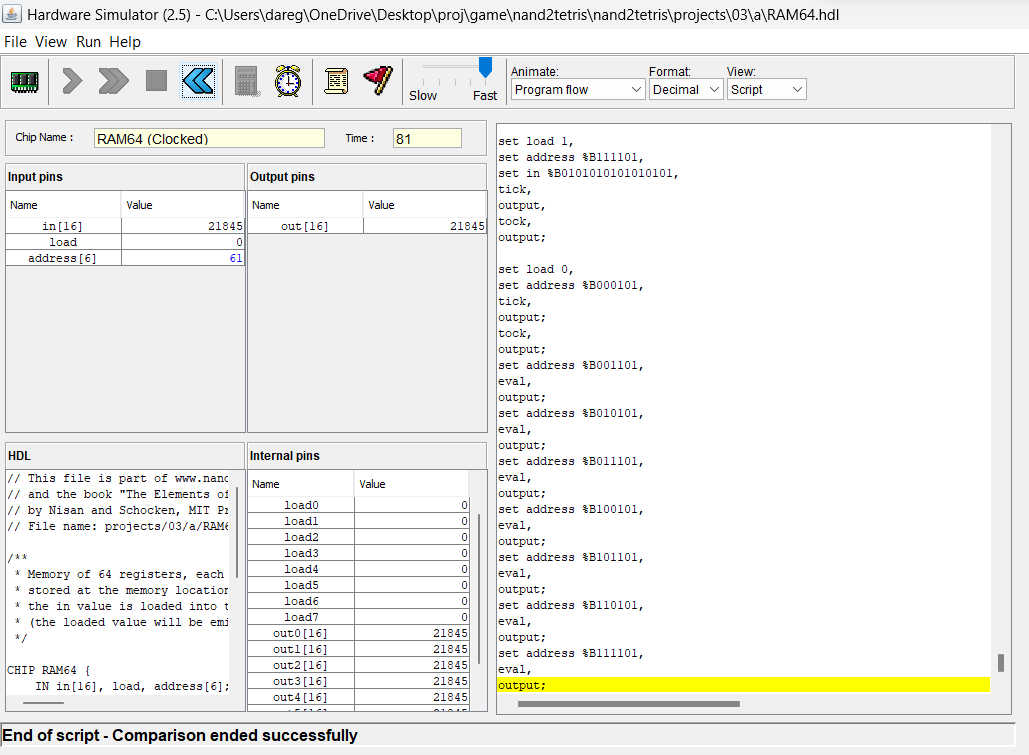 Hardware Simulator (2.5) - C:\Users\dareg\OneDrive\Desktop\proj\game\nand2tetris\nand2tetris\projects\03\a\RAM64.hdl
File View Run Help
Slow Fast
Animate: Format: View:
Program flow Decimal Script
Chip Name : RAM64 (Clocked) Time : 81
Input pins
Name Value
in[16] 21845
load 0
address[6] 61
Output pins
Name Value
out[16] 21845
HDL
// This file is part of www.nand
// and the book "The Elements of
// by Nisan and Schocken, MIT Pr
// File name: projects/03/a/RAM6
/**
* Memory of 64 registers, each
* stored at the memory location
* the in value is loaded into t
* (the loaded value will be emi
*/
CHIP RAM64 {
IN in[16], load, address[6];
Internal pins
Name Value
load0 0
load1 0
load2 0
load3 0
load4 0
load5 0
load6 0
load7 0
out0[16] 21845
out1[16] 21845
out2[16] 21845
out3[16] 21845
out4[16] 21845
set load 1,
set address %B111101,
set in %B0101010101010101,
tick,
output,
tock,
output;
set load 0,
set address %B000101,
tick,
output;
tock,
output;
set address %B001101,
eval,
output;
set address %B010101,
eval,
output;
set address %B011101,
eval,
output;
set address %B100101,
eval,
output;
set address %B101101,
eval,
output;
set address %B110101,
eval,
output;
set address %B111101,
eval,
output;
End of script - Comparison ended successfully